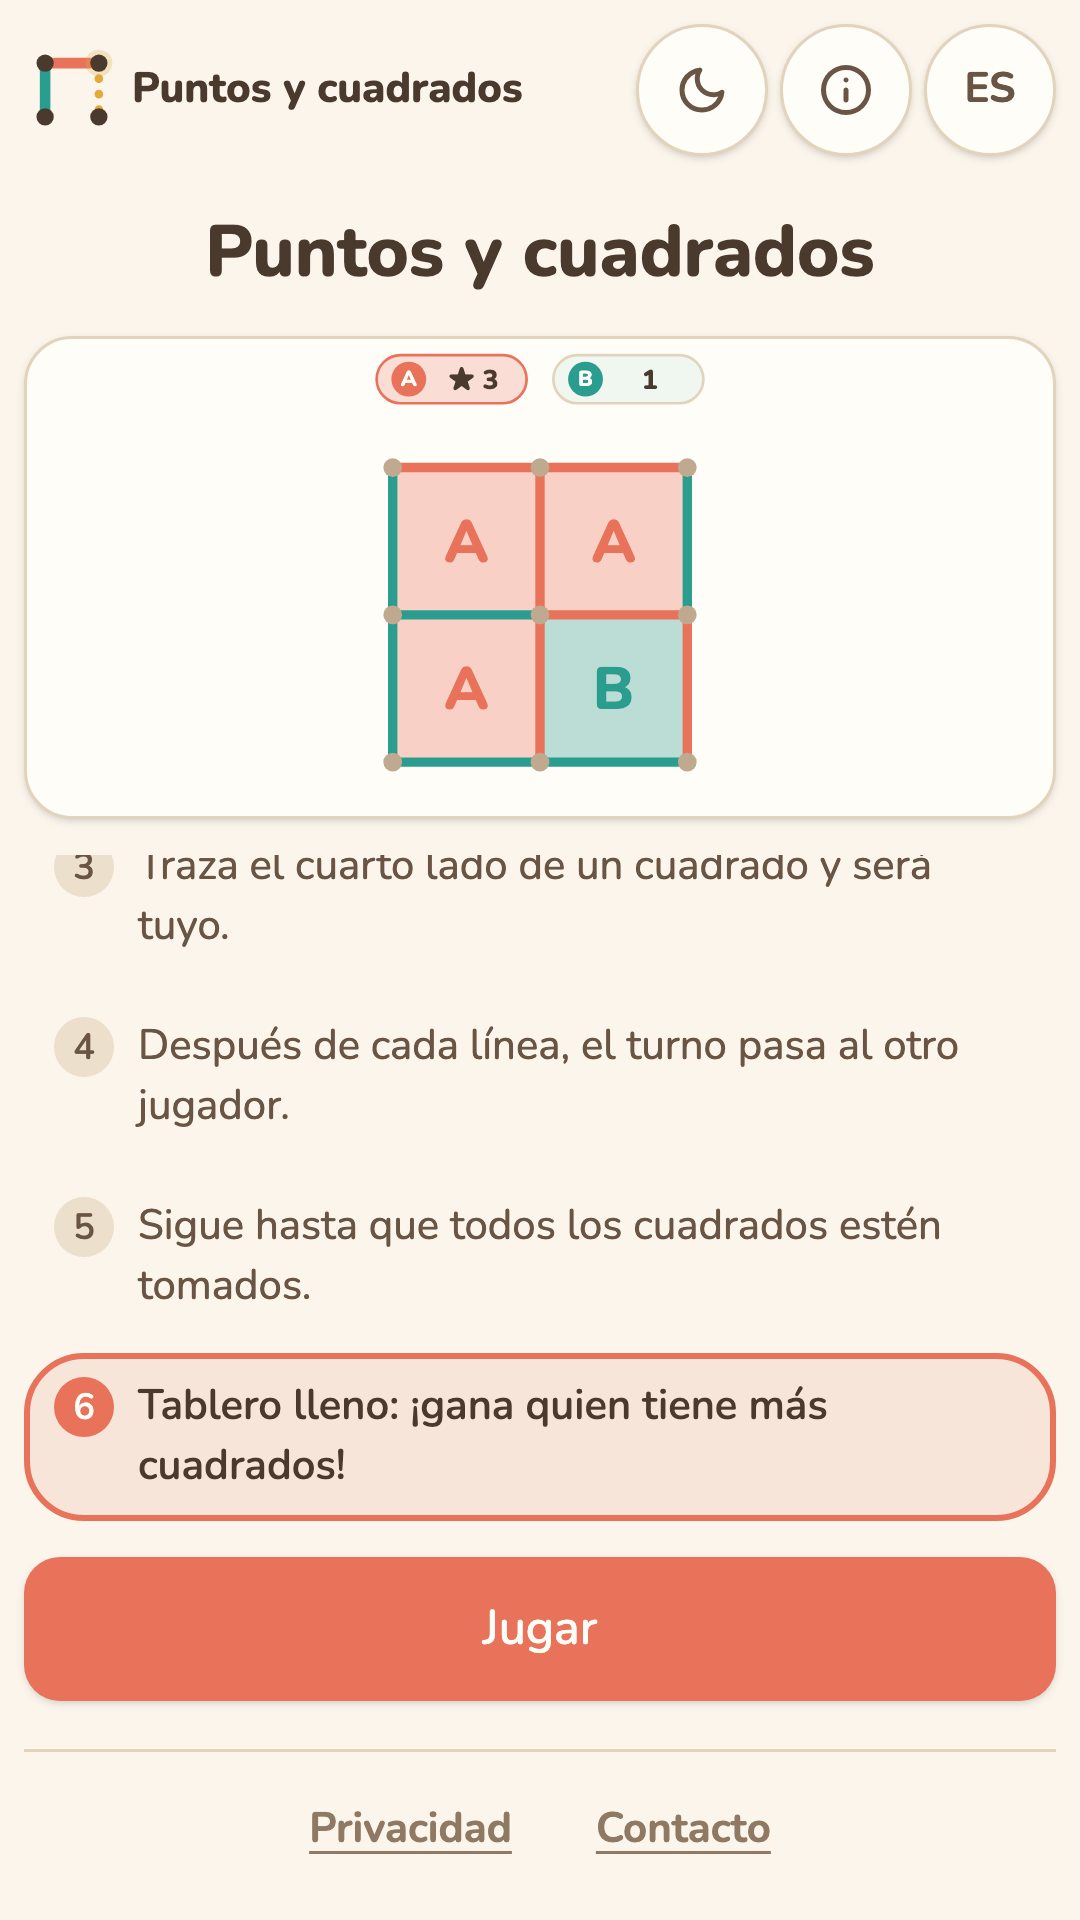 Puntos y cuadrados
ES
Puntos y cuadrados
A ★ 3
B 1
A A
A B
3 Traza el cuarto lado de un cuadrado y será
tuyo.
4 Después de cada línea, el turno pasa al otro
jugador.
5 Sigue hasta que todos los cuadrados estén
tomados.
6 Tablero lleno: ¡gana quien tiene más
cuadrados!
Jugar
Privacidad
Contacto